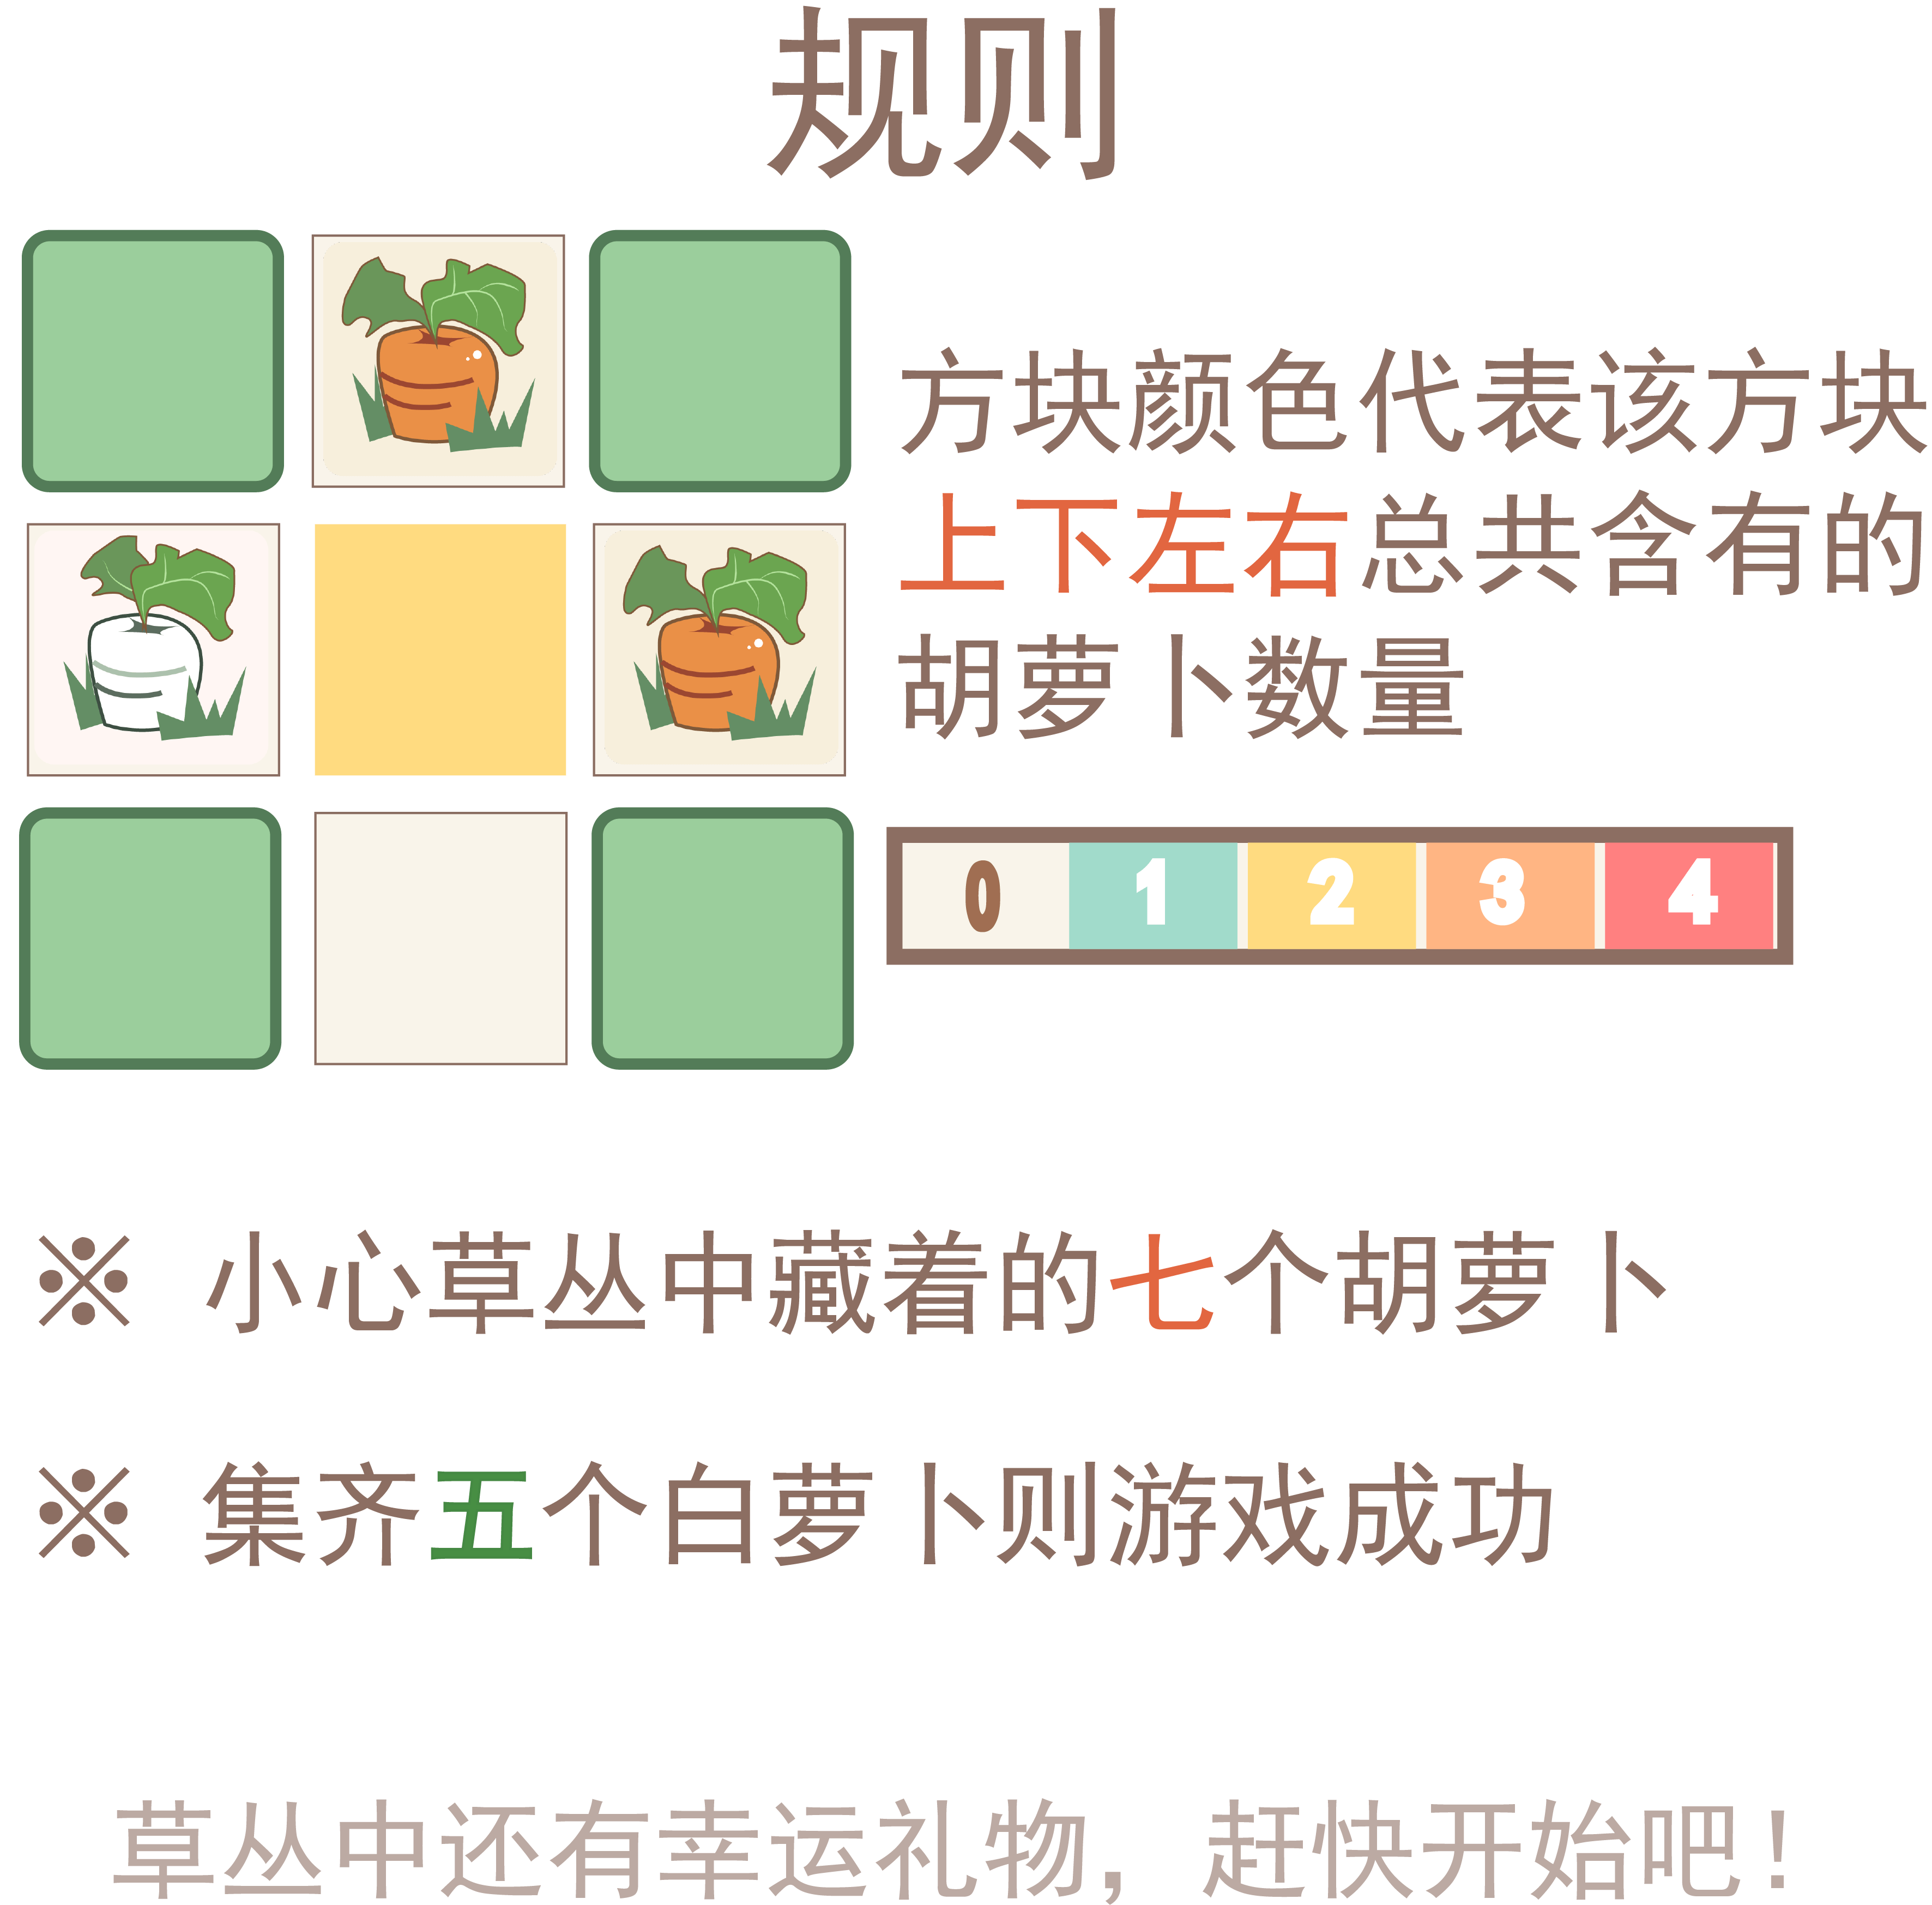 规则
方块颜色代表该方块
上下左右总共含有的
胡萝卜数量
0 1 2 3 4
※ 小心草丛中藏着的七个胡萝卜
※ 集齐五个白萝卜则游戏成功
草丛中还有幸运礼物，赶快开始吧！